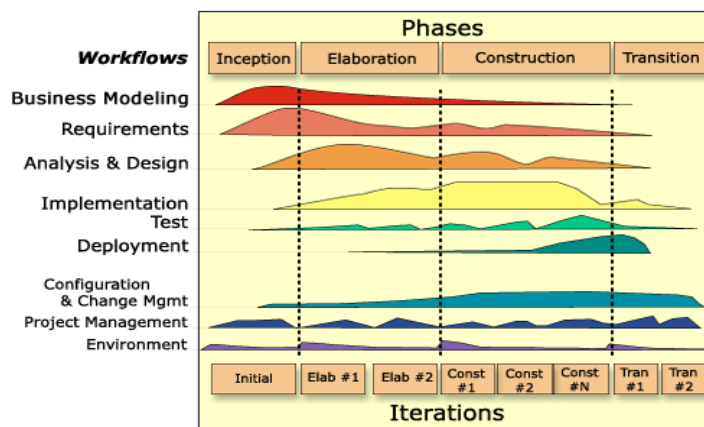 Phases
Workflows
Inception Elaboration Construction Transition
Business Modeling
Requirements
Analysis & Design
Implementation
Test
Deployment
Configuration
& Change Mgmt
Project Management
Environment
Initial Elab #1 Elab #2 Const #1 Const #2 Const #N Tran #1 Tran #2
Iterations